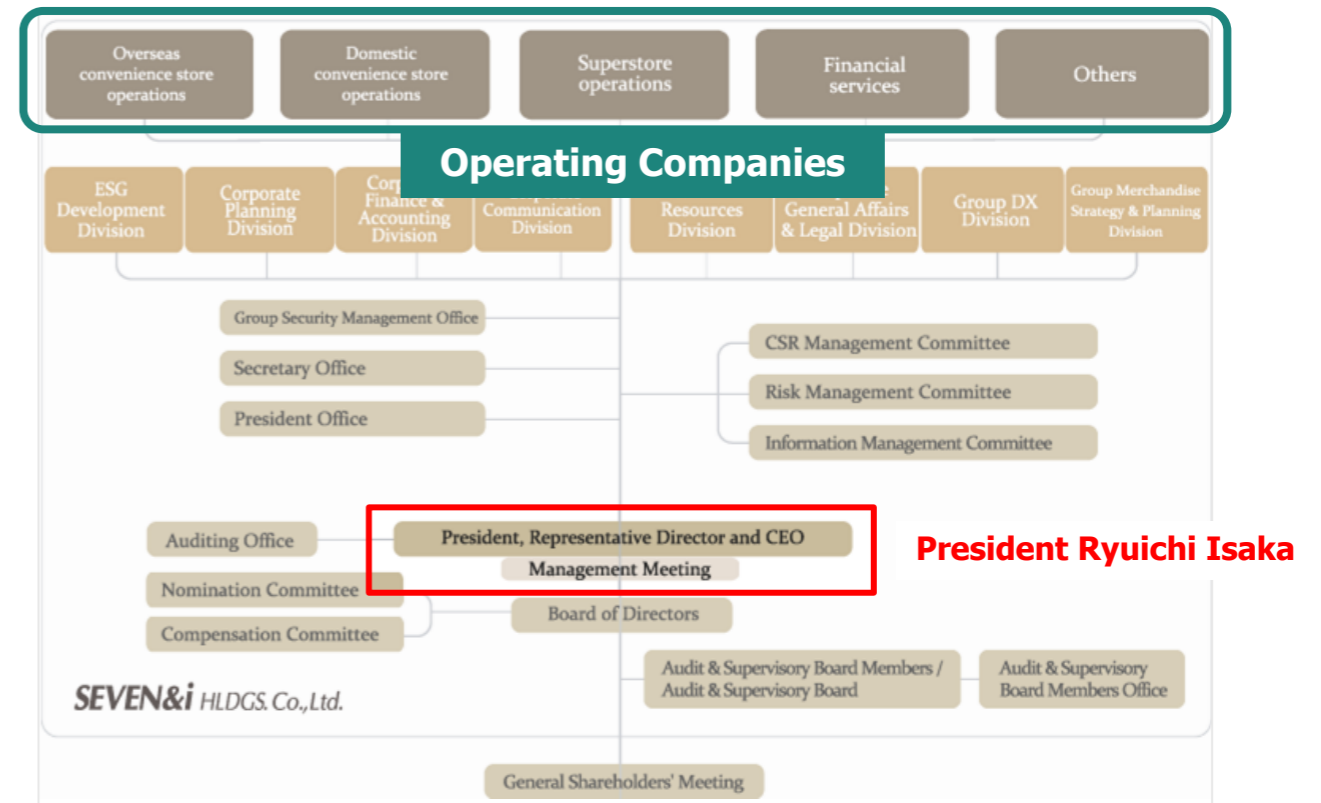 Overseas
convenience store
operations
Domestic
convenience store
operations
Superstore
operations
Financial
services
Others
Operating Companies
ESG
Development
Division
Corporate
Planning
Division
Finance &
Accounting
Division
Communication
Division
Resources
Division
General Affairs
& Legal Division
Group DX
Division
Group Merchandise
Strategy & Planning
Division
Group Security Management Office
Secretary Office
President Office
CSR Management Committee
Risk Management Committee
Information Management Committee
Auditing Office
President, Representative Director and CEO
President Ryuichi Isaka
Management Meeting
Nomination Committee
Compensation Committee
Board of Directors
Audit & Supervisory Board Members /
Audit & Supervisory Board
Audit & Supervisory
Board Members Office
SEVEN&i HLDGS. Co.,Ltd.
General Shareholders' Meeting